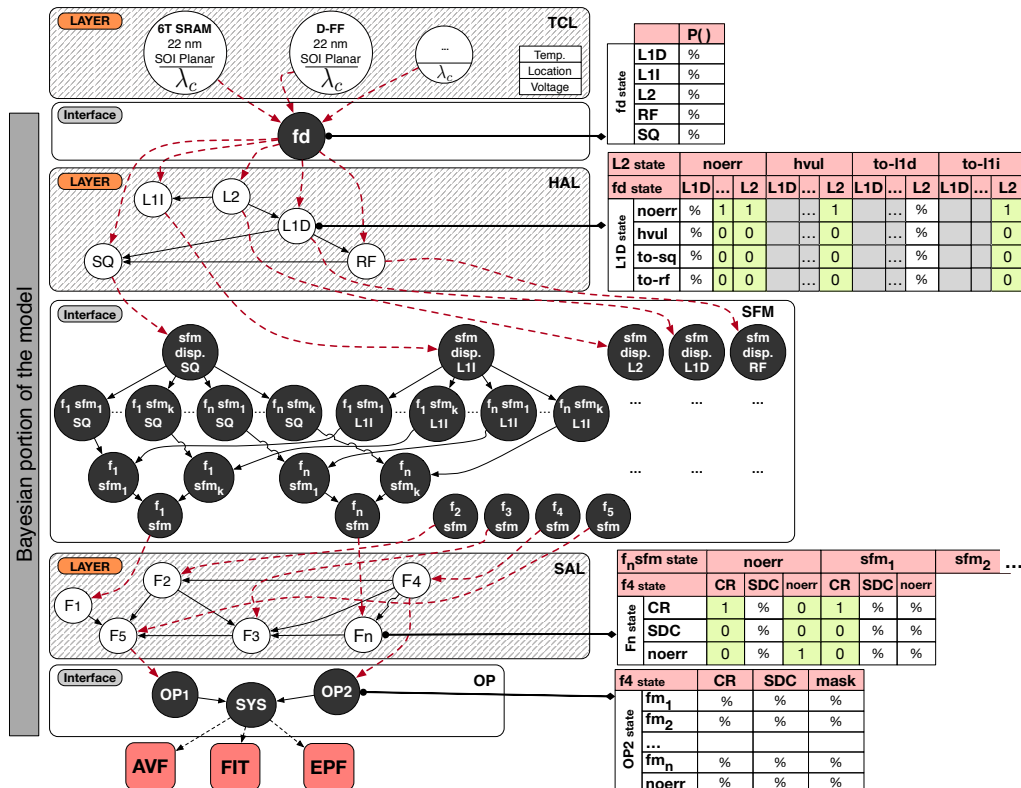 Bayesian portion of the model
LAYER
TCL
6T SRAM
22 nm
SOI Planar
λc
D-FF
22 nm
SOI Planar
λc
...
λc
Temp.
Location
Voltage
Interface
fd
P( )
fd state
L1D %
L1I %
L2 %
RF %
SQ %
LAYER
HAL
L1I
L2
L1D
SQ
RF
L2 state noerr hvul to-l1d to-l1i
fd state L1D ... L2 L1D ... L2 L1D ... L2 L1D ... L2
L1D state
noerr % 1 1 ... 1 ... % 1
hvul % 0 0 ... 0 ... % 0
to-sq % 0 0 ... 0 ... % 0
to-rf % 0 0 ... 0 ... % 0
Interface
SFM
sfm disp. SQ
sfm disp. L1I
sfm disp. L2
sfm disp. L1D
sfm disp. RF
f1 sfm1 SQ
f1 sfmk SQ
fn sfm1 SQ
fn sfmk SQ
f1 sfm1 L1I
f1 sfmk L1I
fn sfm1 L1I
fn sfmk L1I
... ... ...
f1 sfm1
f1 sfmk
fn sfm1
fn sfmk
... ... ...
f1 sfm
fn sfm
f2 sfm
f3 sfm
f4 sfm
f5 sfm
LAYER
SAL
F1
F2
F4
F5
F3
Fn
fnsfm state noerr sfm1 sfm2 ...
f4 state CR SDC noerr CR SDC noerr
Fn state
CR 1 % 0 1 % %
SDC 0 % 0 0 % %
noerr 0 % 1 0 % %
Interface
OP
OP1
SYS
OP2
f4 state CR SDC mask
OP2 state
fm1 % % %
fm2 % % %
...
fmn % % %
noerr % % %
AVF
FIT
EPF